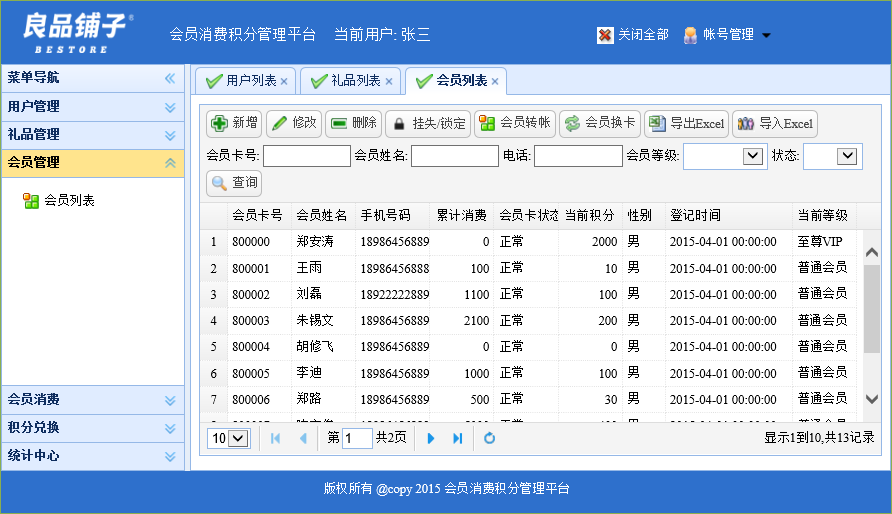 良品铺子®
BESTORE
会员消费积分管理平台 当前用户: 张三
关闭全部 帐号管理
菜单导航
用户管理
礼品管理
会员管理
会员列表
会员消费
积分兑换
统计中心
用户列表 × 礼品列表 × 会员列表 ×
新增 修改 删除 挂失/锁定 会员转帐 会员换卡 导出Excel 导入Excel
会员卡号: 会员姓名: 电话: 会员等级: 状态:
查询
会员卡号 会员姓名 手机号码 累计消费 会员卡状态 当前积分 性别 登记时间 当前等级
1 800000 郑安涛 18986456889 0 正常 2000 男 2015-04-01 00:00:00 至尊VIP
2 800001 王雨 18986456888 100 正常 10 男 2015-04-01 00:00:00 普通会员
3 800002 刘磊 18922222889 1100 正常 100 男 2015-04-01 00:00:00 普通会员
4 800003 朱锡文 18986456889 2100 正常 200 男 2015-04-01 00:00:00 普通会员
5 800004 胡修飞 18986456889 0 正常 0 男 2015-04-01 00:00:00 普通会员
6 800005 李迪 18986456889 1000 正常 100 男 2015-04-01 00:00:00 普通会员
7 800006 郑路 18986456889 500 正常 30 男 2015-04-01 00:00:00 普通会员
10 第 1 共2页 显示1到10,共13记录
版权所有 @copy 2015 会员消费积分管理平台